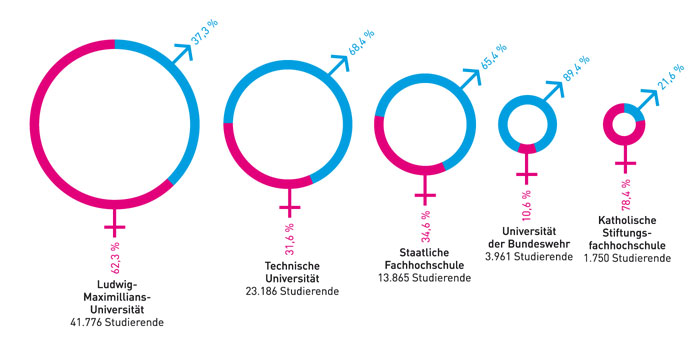 37,3 %
62,3 %
Ludwig-
Maximillians-
Universität
41.776 Studierende
68,4 %
31,6 %
Technische
Universität
23.186 Studierende
65,4 %
34,6 %
Staatliche
Fachhochschule
13.865 Studierende
89,4 %
10,6 %
Universität
der Bundeswehr
3.961 Studierende
21,6 %
78,4 %
Katholische
Stiftungs-
fachhochschule
1.750 Studierende